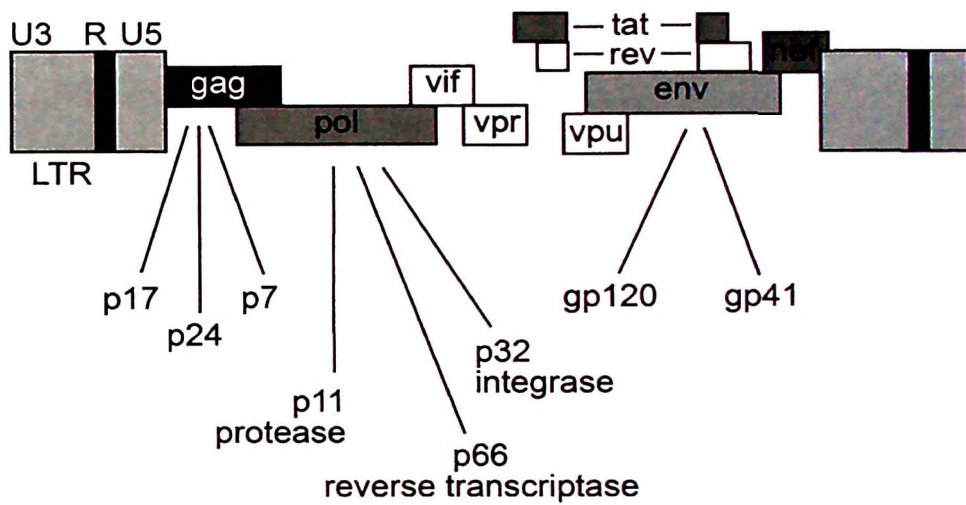 U3 R U5
tat
rev
nef
gag
vif
env
pol
vpr
vpu
LTR
p17
p7
p24
gp120
gp41
p32
integrase
p11
protease
p66
reverse transcriptase